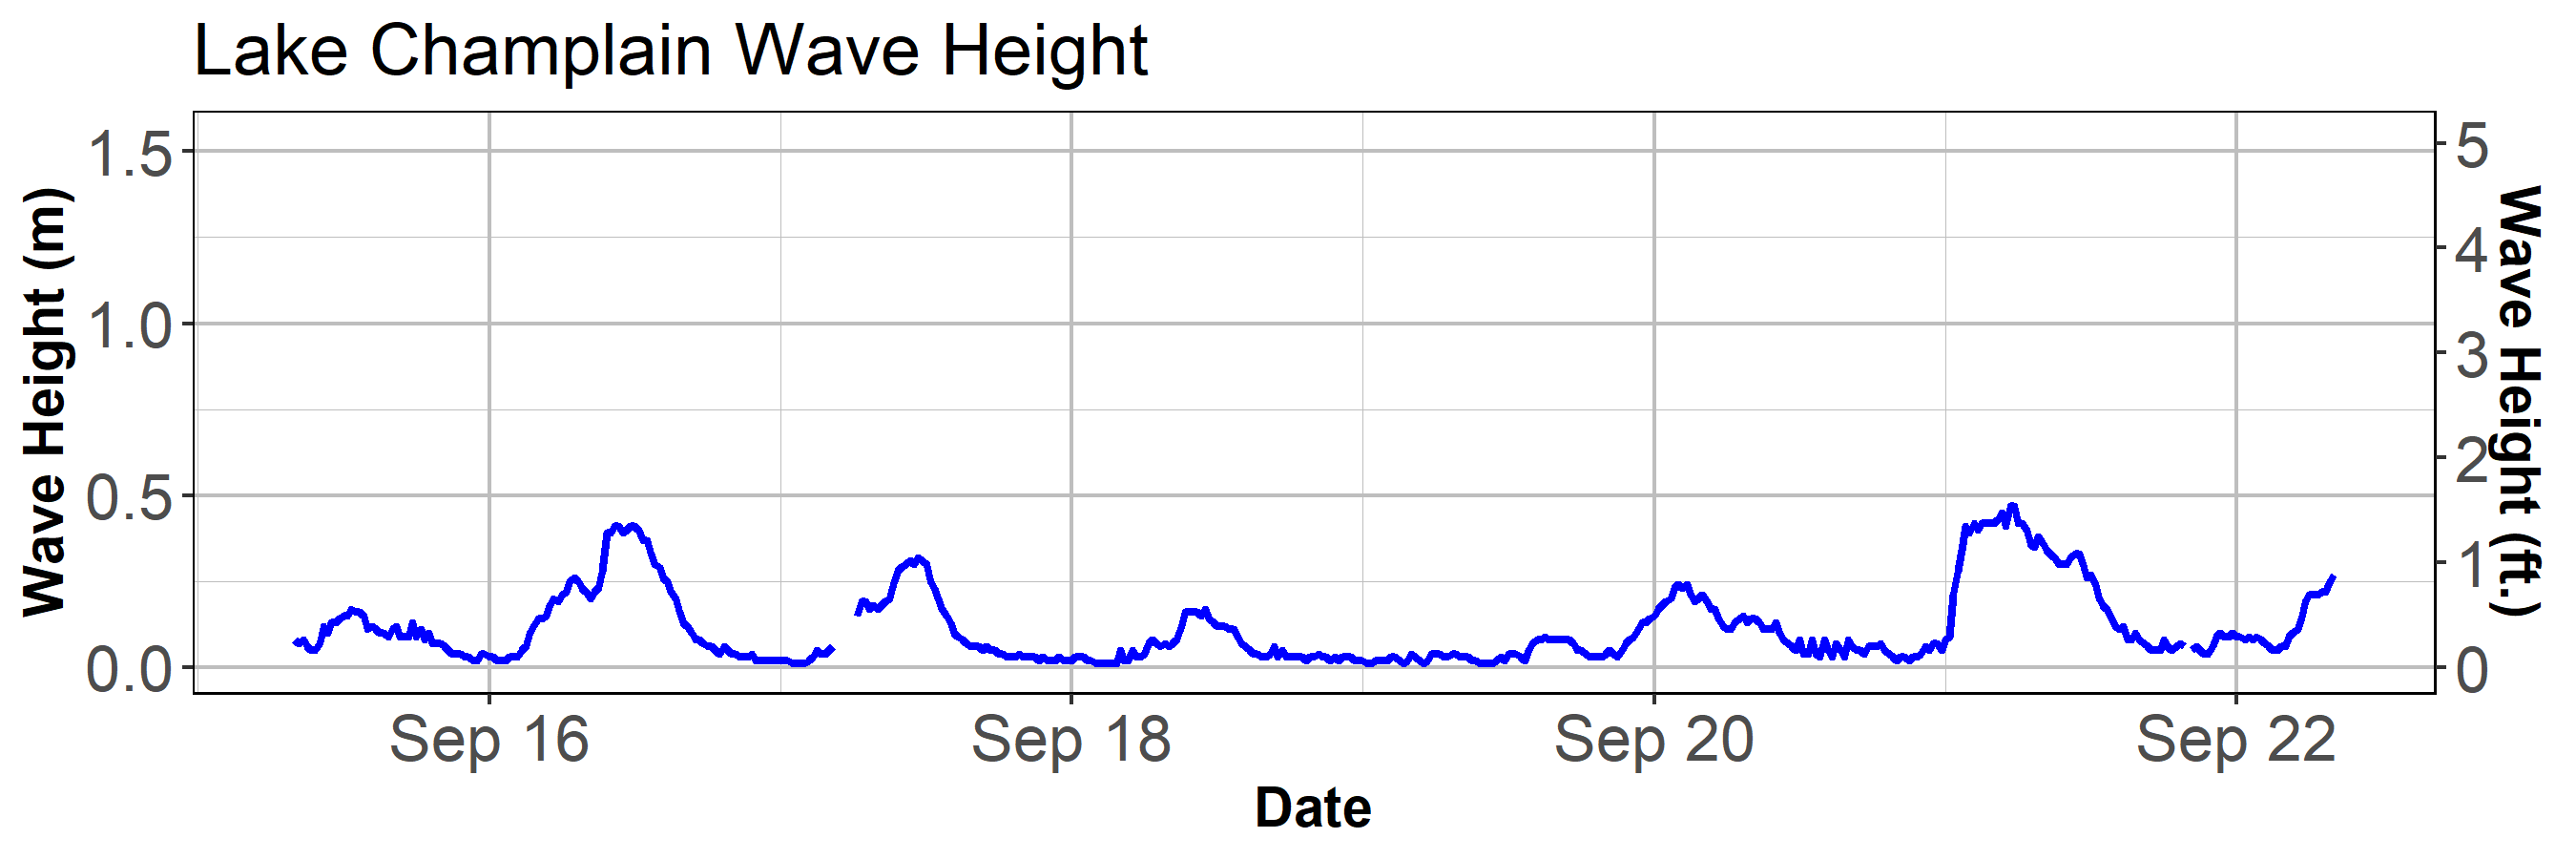 Lake Champlain Wave Height
Wave Height (m)
1.5
1.0
0.5
0.0
5
4
3
2
1
0
Wave Height (ft.)
Sep 16
Sep 18
Sep 20
Sep 22
Date